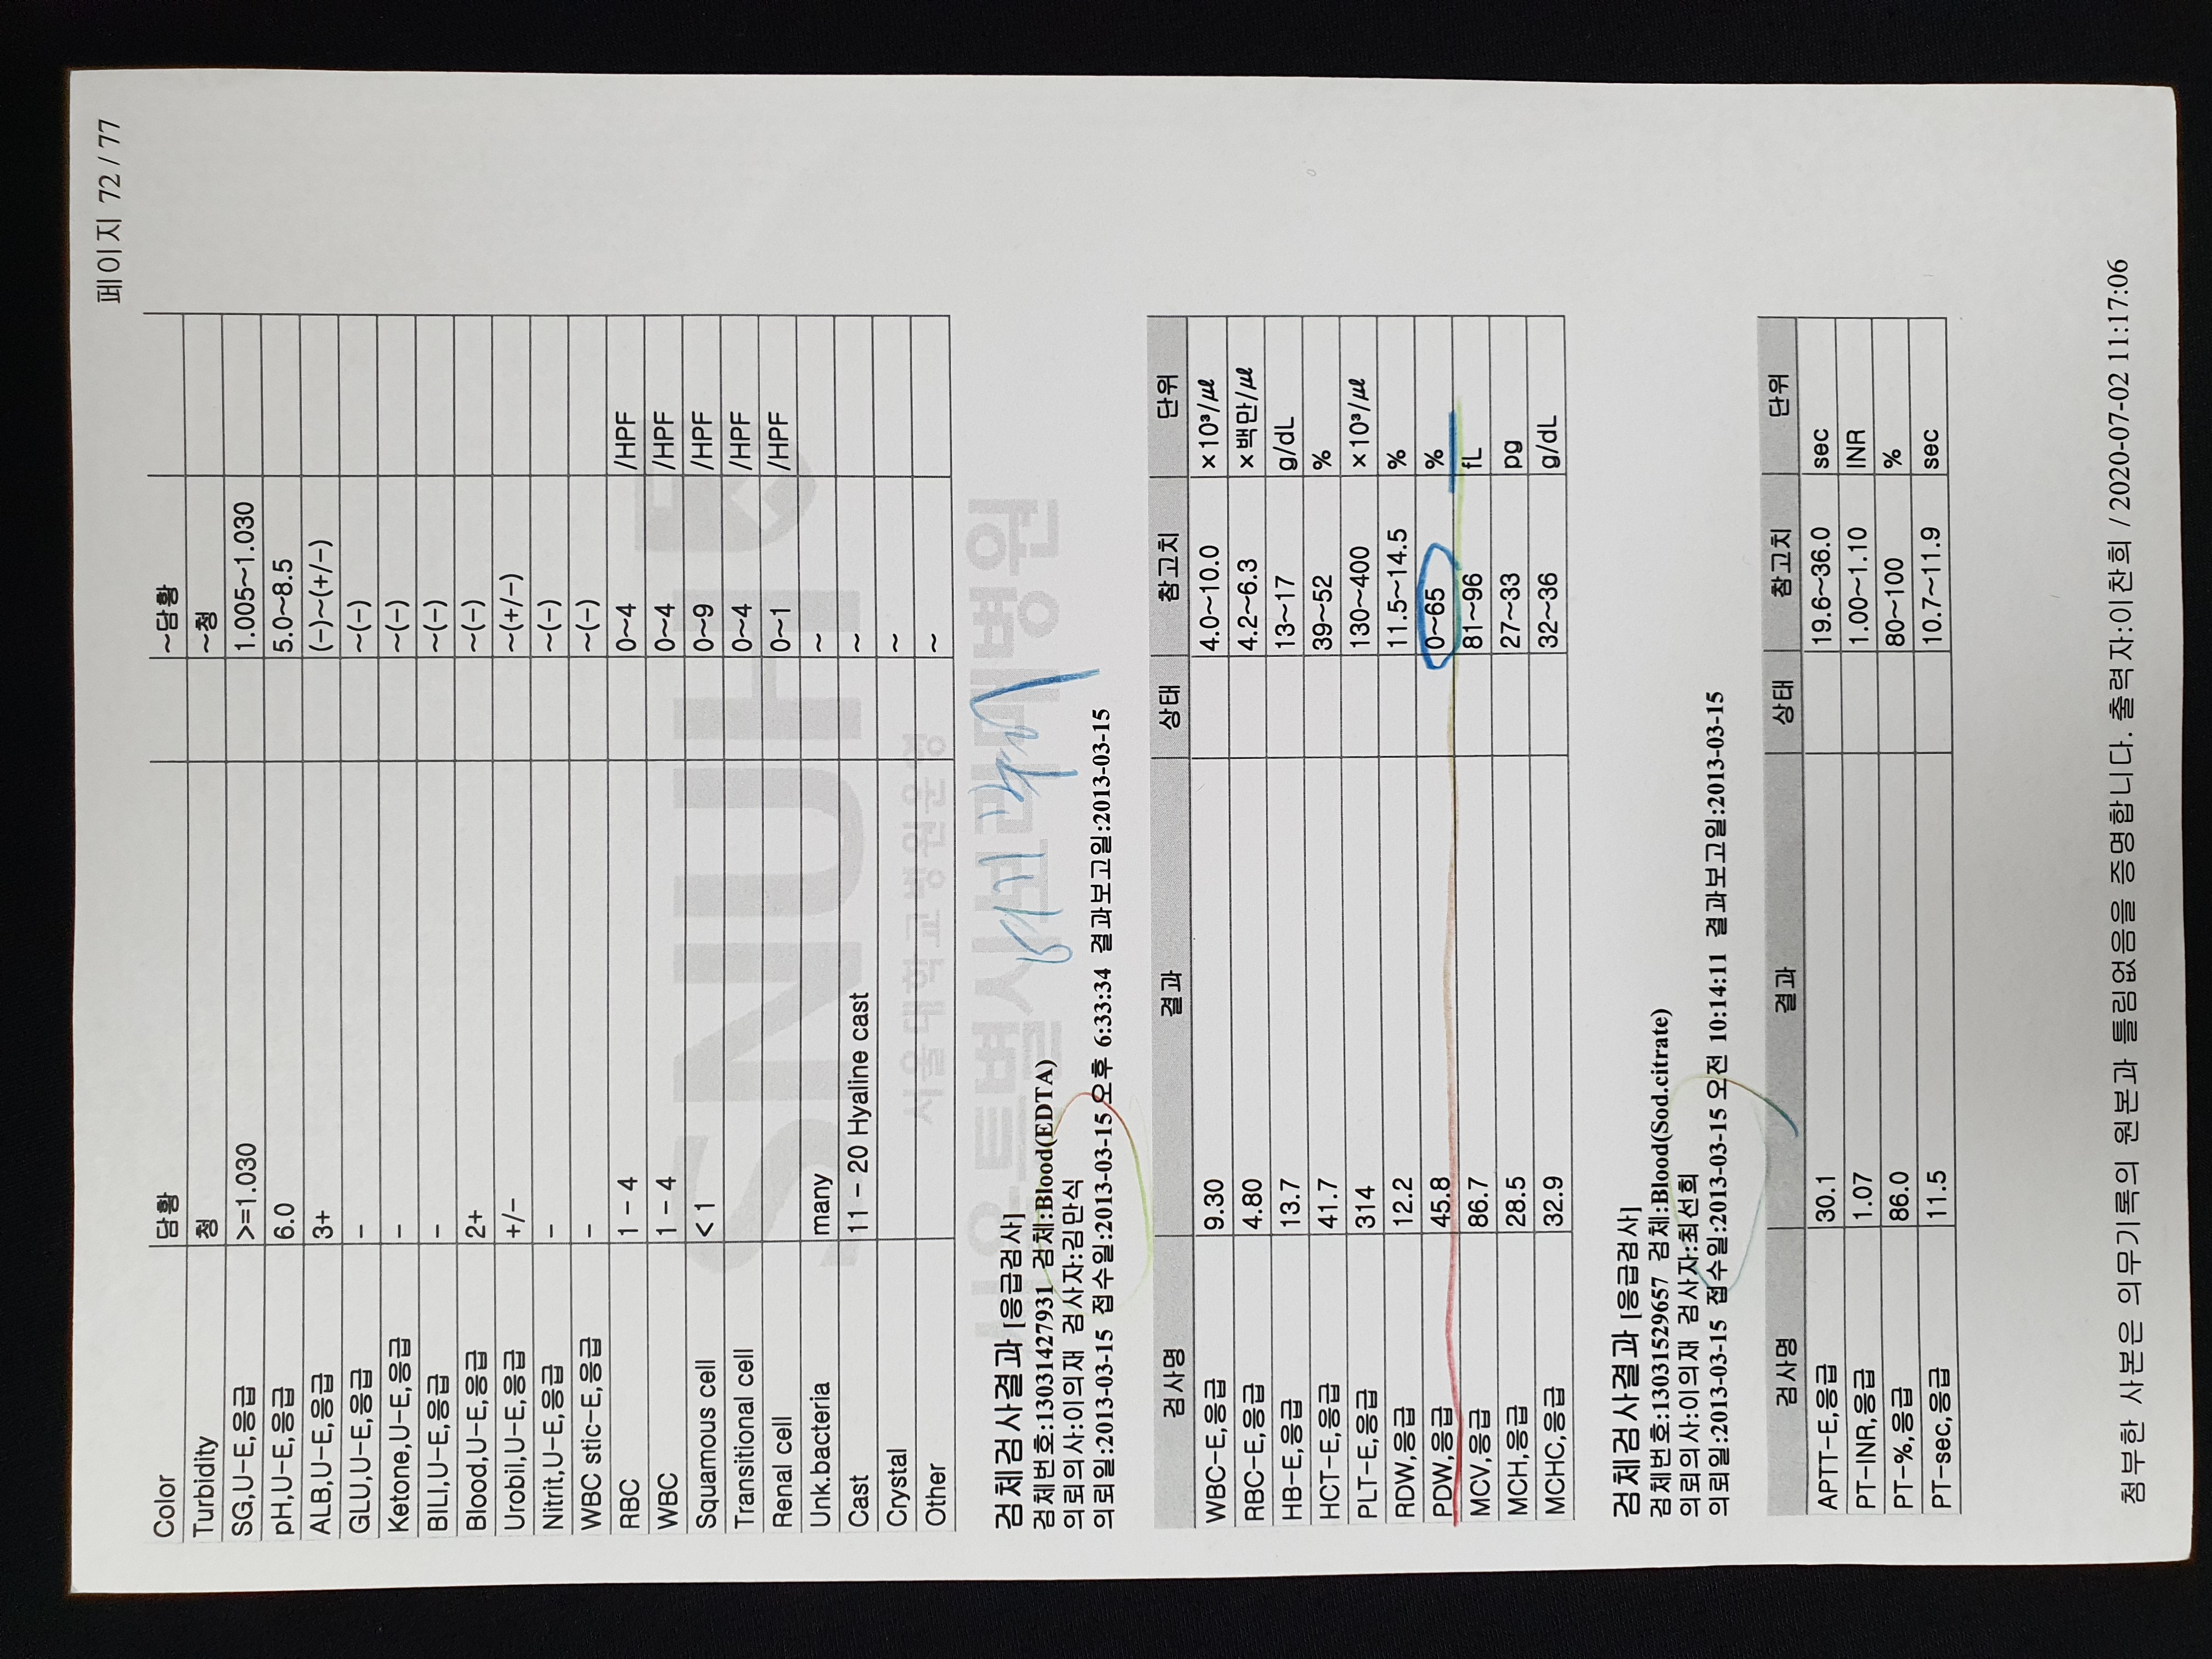 페이지 72 / 77
Color 담황 ~담황
Turbidity 청 ~청
SG,U-E,응급 >=1.030 1.005~1.030
pH,U-E,응급 6.0 5.0~8.5
ALB,U-E,응급 3+ (-)~(+/-)
GLU,U-E,응급 - ~(-)
Ketone,U-E,응급 - ~(-)
BILI,U-E,응급 - ~(-)
Blood,U-E,응급 2+ ~(-)
Urobil,U-E,응급 +/- ~(+/-)
Nitrit,U-E,응급 - ~(-)
WBC stic-E,응급 - ~(-)
RBC 1 - 4 0~4 /HPF
WBC 1 - 4 0~4 /HPF
Squamous cell < 1 0~9 /HPF
Transitional cell 0~4 /HPF
Renal cell 0~1 /HPF
Unk.bacteria many ~
Cast 11 - 20 Hyaline cast ~
Crystal ~
Other ~
SNUH
서울대학교병원운영
서울특별시보라매병원
검체검사결과 [응급검사]
검체번호:13031427931 검체:Blood(EDTA)
의뢰의사:이의재 검사자:김만식
의뢰일:2013-03-15 접수일:2013-03-15 오후 6:33:34 결과보고일:2013-03-15
검사명 결과 상태 참고치 단위
WBC-E,응급 9.30 4.0~10.0 ×10³/㎕
RBC-E,응급 4.80 4.2~6.3 ×백만/㎕
HB-E,응급 13.7 13~17 g/dL
HCT-E,응급 41.7 39~52 %
PLT-E,응급 314 130~400 ×10³/㎕
RDW,응급 12.2 11.5~14.5 %
PDW,응급 45.8 0~65 %
MCV,응급 86.7 81~96 fL
MCH,응급 28.5 27~33 pg
MCHC,응급 32.9 32~36 g/dL
검체검사결과 [응급검사]
검체번호:13031529657 검체:Blood(Sod.citrate)
의뢰의사:이의재 검사자:최선희
의뢰일:2013-03-15 접수일:2013-03-15 오전 10:14:11 결과보고일:2013-03-15
검사명 결과 상태 참고치 단위
APTT-E,응급 30.1 19.6~36.0 sec
PT-INR,응급 1.07 1.00~1.10 INR
PT-%,응급 86.0 80~100 %
PT-sec,응급 11.5 10.7~11.9 sec
첨부한 사본은 의무기록의 원본과 틀림없음을 증명합니다. 출력자:이찬희 / 2020-07-02 11:17:06